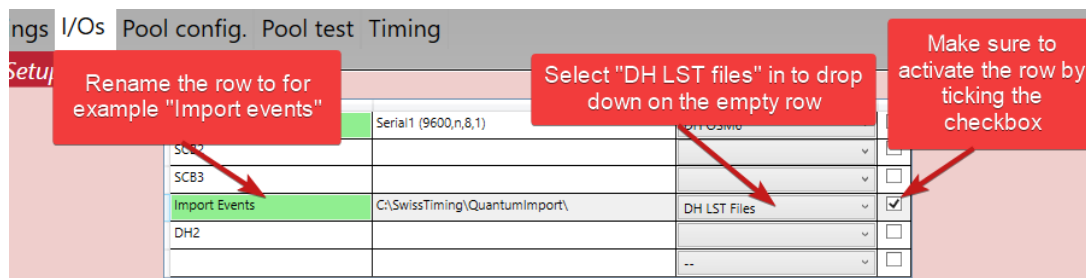 ngs I/Os Pool config. Pool test Timing
Setup
Rename the row to for
example "Import events"
Select "DH LST files" in to drop
down on the empty row
Make sure to
activate the row by
ticking the
checkbox
Serial1 (9600,n,8,1) DH OSM6
SCB2
SCB3
Import Events C:\SwissTiming\QuantumImport\ DH LST Files
DH2
--